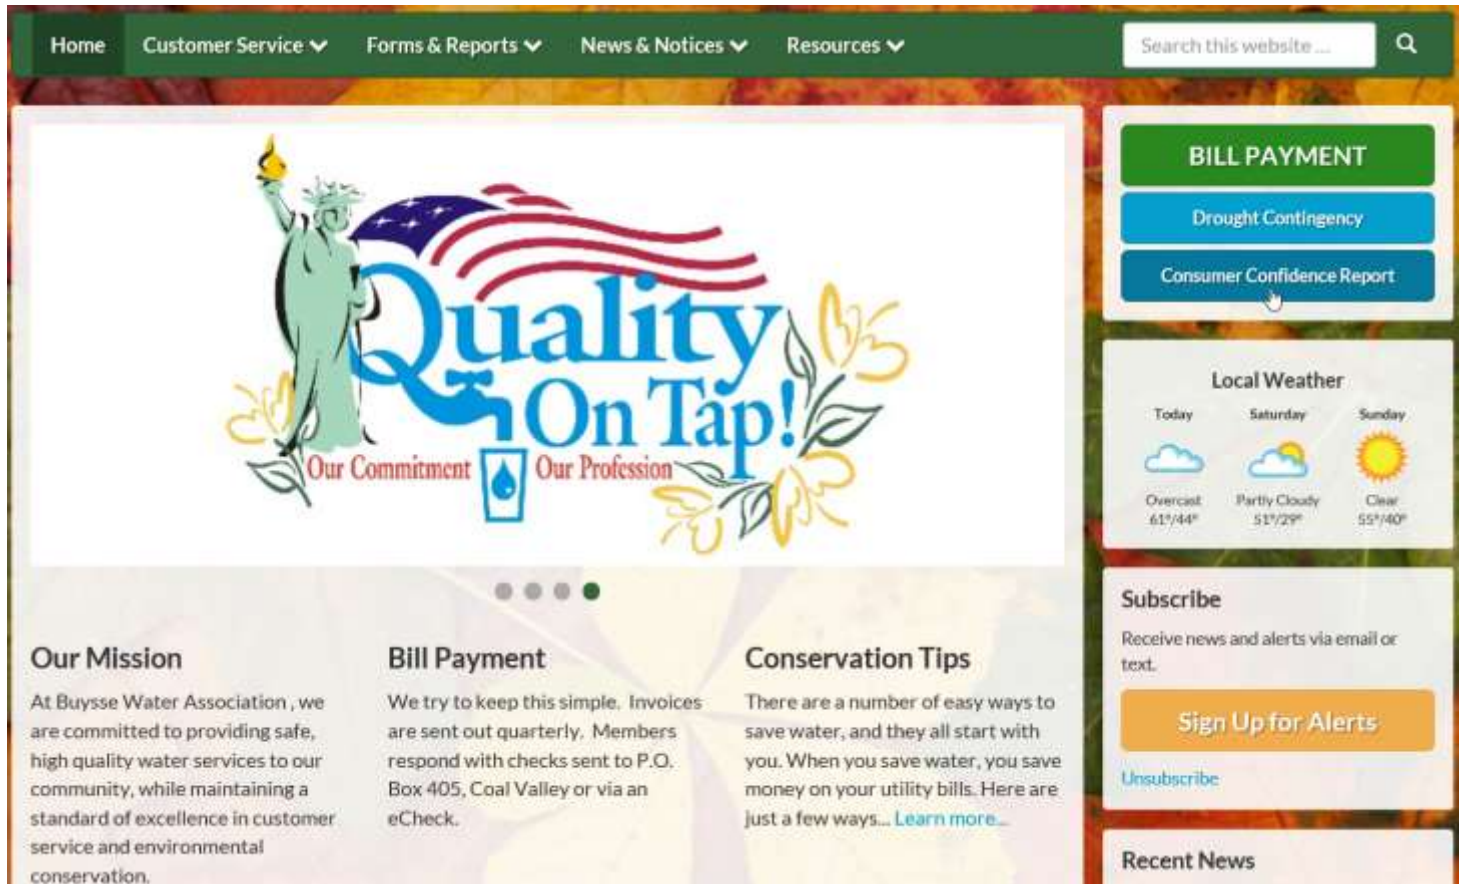 Home Customer Service Forms & Reports News & Notices Resources Search this website ...
Quality
On Tap!
Our Commitment Our Profession
Our Mission
At Buysse Water Association , we
are committed to providing safe,
high quality water services to our
community, while maintaining a
standard of excellence in customer
service and environmental
conservation.
Bill Payment
We try to keep this simple. Invoices
are sent out quarterly. Members
respond with checks sent to P.O.
Box 405, Coal Valley or via an
eCheck.
Conservation Tips
There are a number of easy ways to
save water, and they all start with
you. When you save water, you save
money on your utility bills. Here are
just a few ways... Learn more...
BILL PAYMENT
Drought Contingency
Consumer Confidence Report
Local Weather
Today Saturday Sunday
Overcast Partly Cloudy Clear
61°/44° 51°/29° 55°/40°
Subscribe
Receive news and alerts via email or
text.
Sign Up for Alerts
Unsubscribe
Recent News